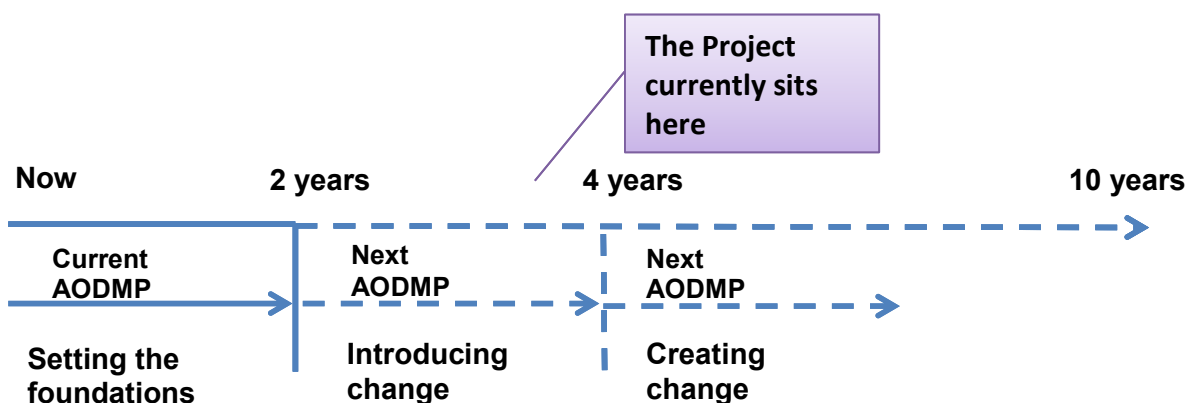 The Project
currently sits
here
Now
2 years
4 years
10 years
Current
AODMP
Next
AODMP
Next
AODMP
Setting the
foundations
Introducing
change
Creating
change